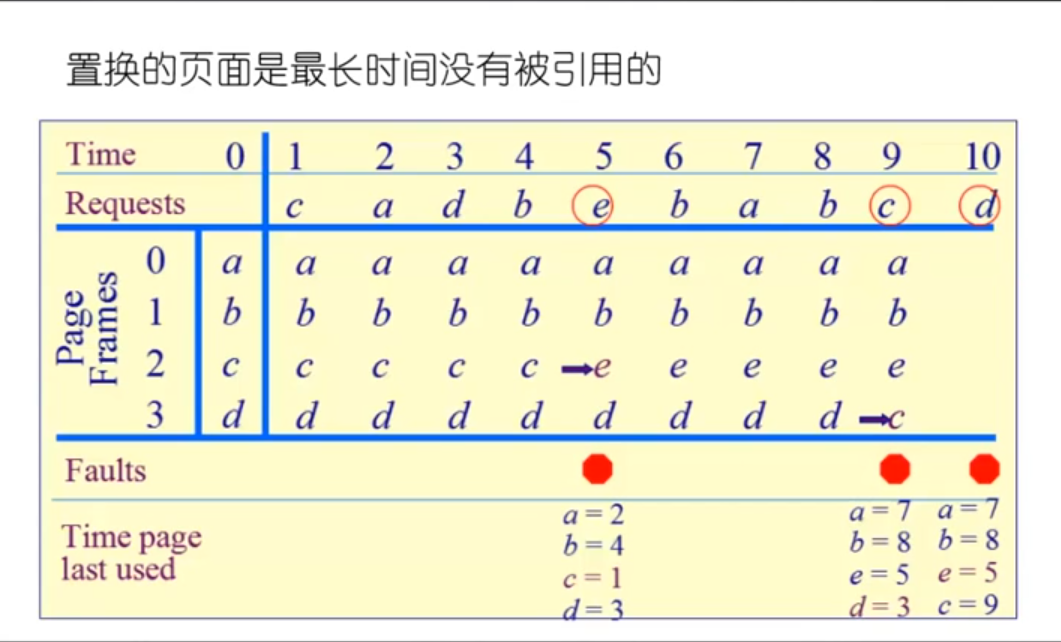 置换的页面是最长时间没有被引用的
Time 0 1 2 3 4 5 6 7 8 9 10
Requests c a d b e b a b c d
Page Frames
0 a a a a a a a a a a
1 b b b b b b b b b b
2 c c c c c e e e e e
3 d d d d d d d d d c
Faults
Time page last used
a = 2 a = 7 a = 7
b = 4 b = 8 b = 8
c = 1 e = 5 e = 5
d = 3 d = 3 c = 9